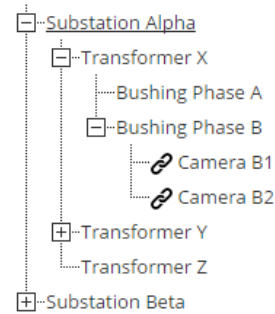 Substation Alpha
Transformer X
Bushing Phase A
Bushing Phase B
Camera B1
Camera B2
Transformer Y
Transformer Z
Substation Beta